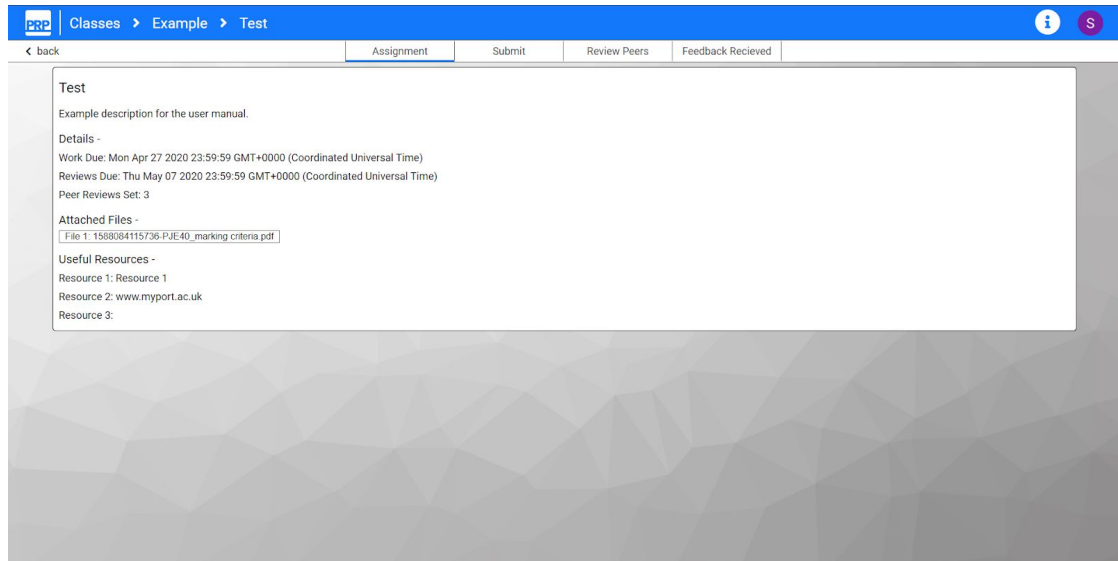 PRP Classes > Example > Test i S
< back Assignment Submit Review Peers Feedback Recieved
Test
Example description for the user manual.
Details -
Work Due: Mon Apr 27 2020 23:59:59 GMT+0000 (Coordinated Universal Time)
Reviews Due: Thu May 07 2020 23:59:59 GMT+0000 (Coordinated Universal Time)
Peer Reviews Set: 3
Attached Files -
File 1: 1588084115736-PJE40_marking criteria.pdf
Useful Resources -
Resource 1: Resource 1
Resource 2: www.myport.ac.uk
Resource 3: